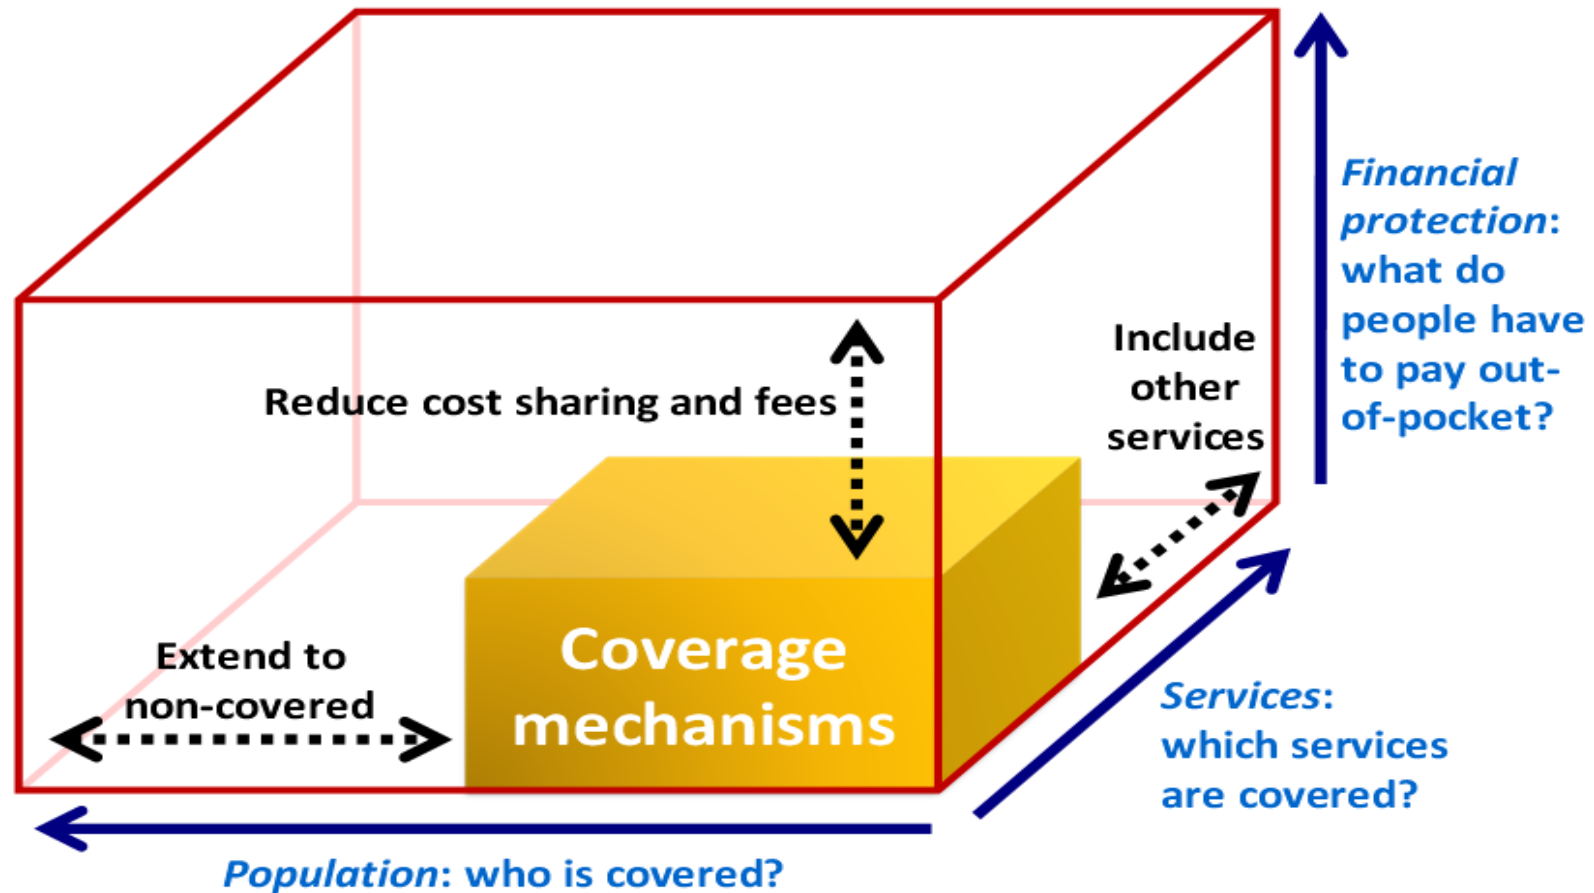 Financial
protection:
what do
people have
to pay out-
of-pocket?
Include
other
services
Reduce cost sharing and fees
Extend to
non-covered
Coverage
mechanisms
Services:
which services
are covered?
Population: who is covered?